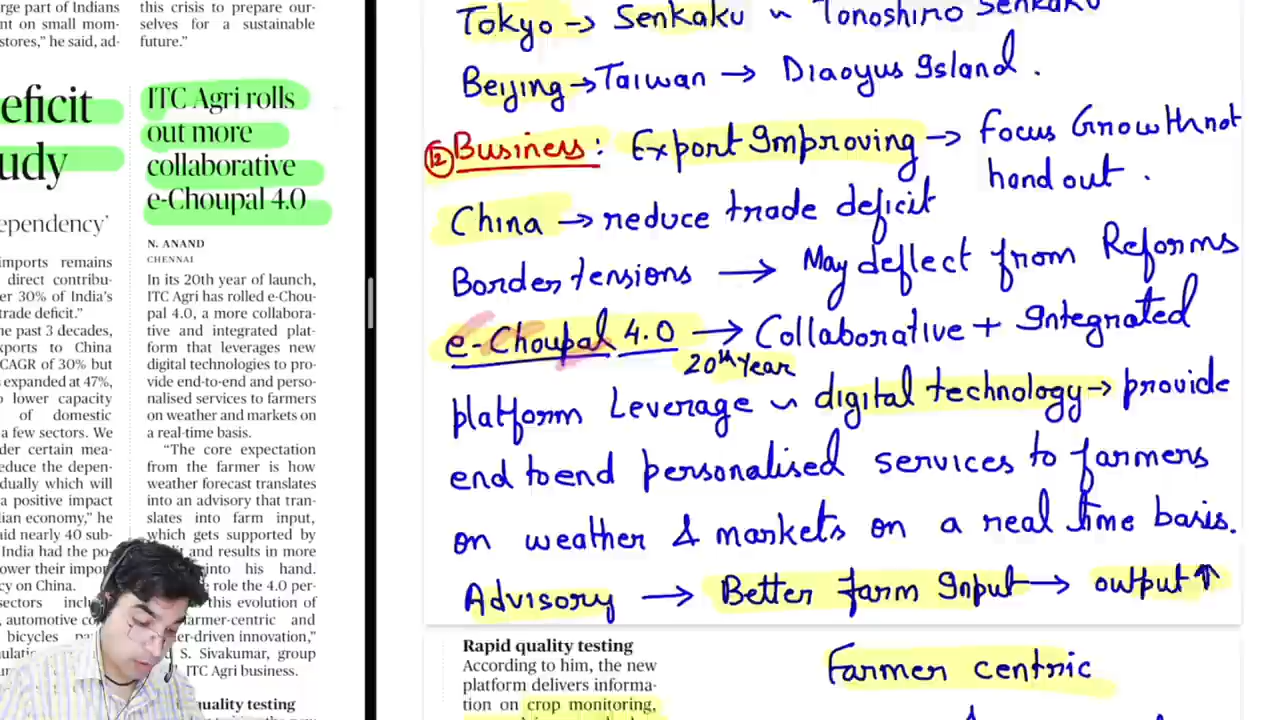 rge part of Indians
nt on small mom-
stores,” he said, ad-
this crisis to prepare our-
selves for a sustainable
future.”
eficit
udy
ependency’
imports remains
direct contribu-
er 30% of India’s
trade deficit.”
he past 3 decades,
xports to China
CAGR of 30% but
s expanded at 47%,
o lower capacity
of domestic
a few sectors. We
der certain mea-
educe the depen-
dually which will
a positive impact
dian economy,” he
aid nearly 40 sub-
India had the po-
ower their impor
cy on China.
sectors inclu
, automotive co
bicycles pa
ITC Agri rolls
out more
collaborative
e-Choupal 4.0
N. ANAND
CHENNAI
In its 20th year of launch,
ITC Agri has rolled e-Chou-
pal 4.0, a more collabora-
tive and integrated plat-
form that leverages new
digital technologies to pro-
vide end-to-end and perso-
nalised services to farmers
on weather and markets on
a real-time basis.
“The core expectation
from the farmer is how
weather forecast translates
into an advisory that tran-
slates into farm input,
which gets supported by
and results in more
into his hand.
role the 4.0 per-
this evolution of
armer-centric and
er-driven innovation,”
S. Sivakumar, group
ITC Agri business.
uality testing
Tokyo → Senkaku ~ Tonoshiro Senkaku
Beijing → Taiwan → Diaoyus Island.
12 Business: Export Improving → Focus Growth not
hand out.
China → reduce trade deficit
Border tensions → May deflect from Reforms
e-Choupal 4.0 → Collaborative + Integrated
20th Year
platform Leverage ~ digital technology → provide
end to end personalised services to farmers
on weather & markets on a real time basis.
Advisory → Better farm Input → output ↑
Rapid quality testing
According to him, the new
platform delivers informa-
tion on crop monitoring,
Farmer centric